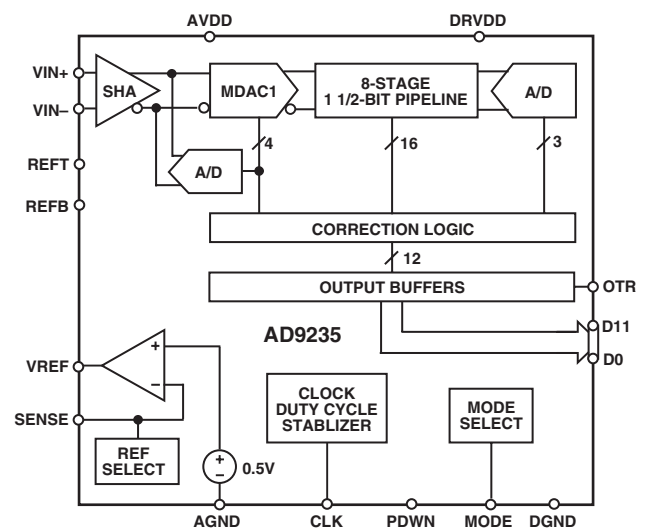 AVDD
DRVDD
VIN+
VIN–
SHA
MDAC1
8-STAGE
1 1/2-BIT PIPELINE
A/D
A/D
4
16
3
REFT
REFB
CORRECTION LOGIC
12
OUTPUT BUFFERS
OTR
D11
D0
AD9235
VREF
+
–
SENSE
REF
SELECT
+
–
0.5V
CLOCK
DUTY CYCLE
STABLIZER
MODE
SELECT
AGND
CLK
PDWN
MODE
DGND